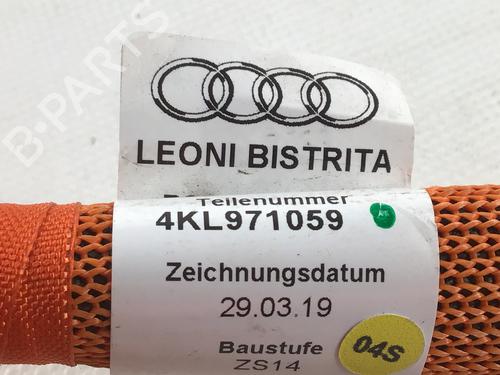 B-PARTS
LEONI BISTRITA
Teilenummer
4KL971059
Zeichnungsdatum
29.03.19
Baustufe
04S
ZS14